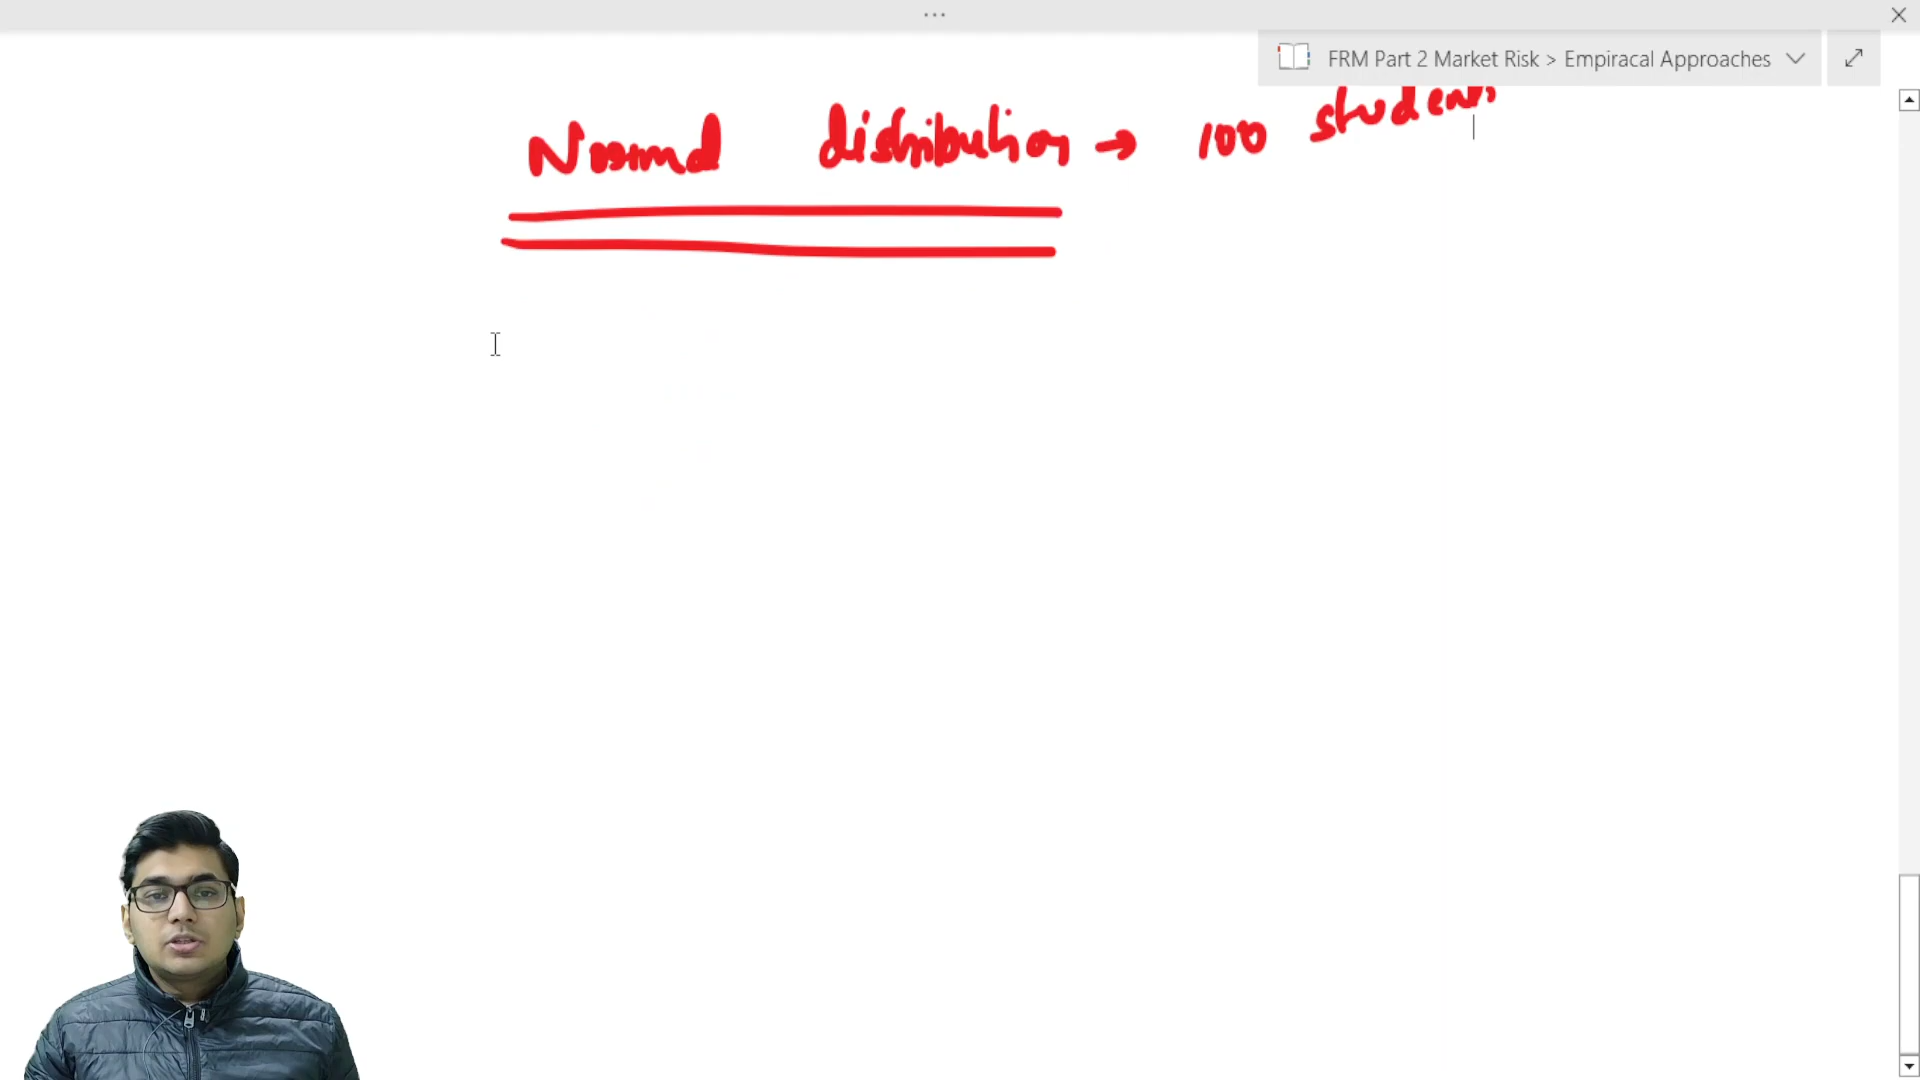 FRM Part 2 Market Risk > Empiracal Approaches
Normal distribution → 100 students